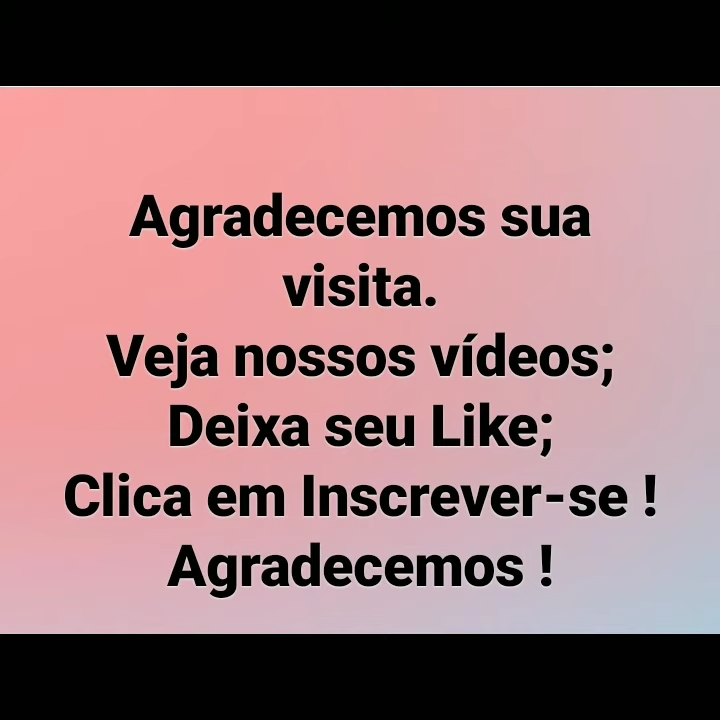 Agradecemos sua
visita.
Veja nossos vídeos;
Deixa seu Like;
Clica em Inscrever-se !
Agradecemos !